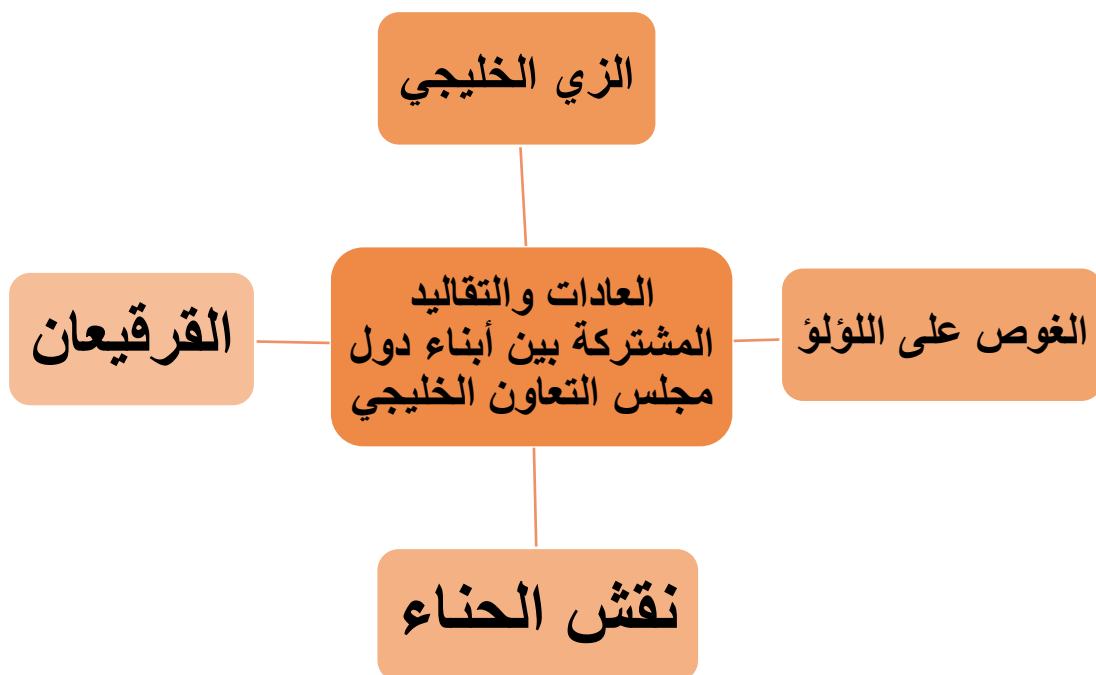 الزي الخليجي
العادات والتقاليد
المشتركة بين أبناء دول
مجلس التعاون الخليجي
الغوص على اللؤلؤ
القرقيعان
نقش الحناء